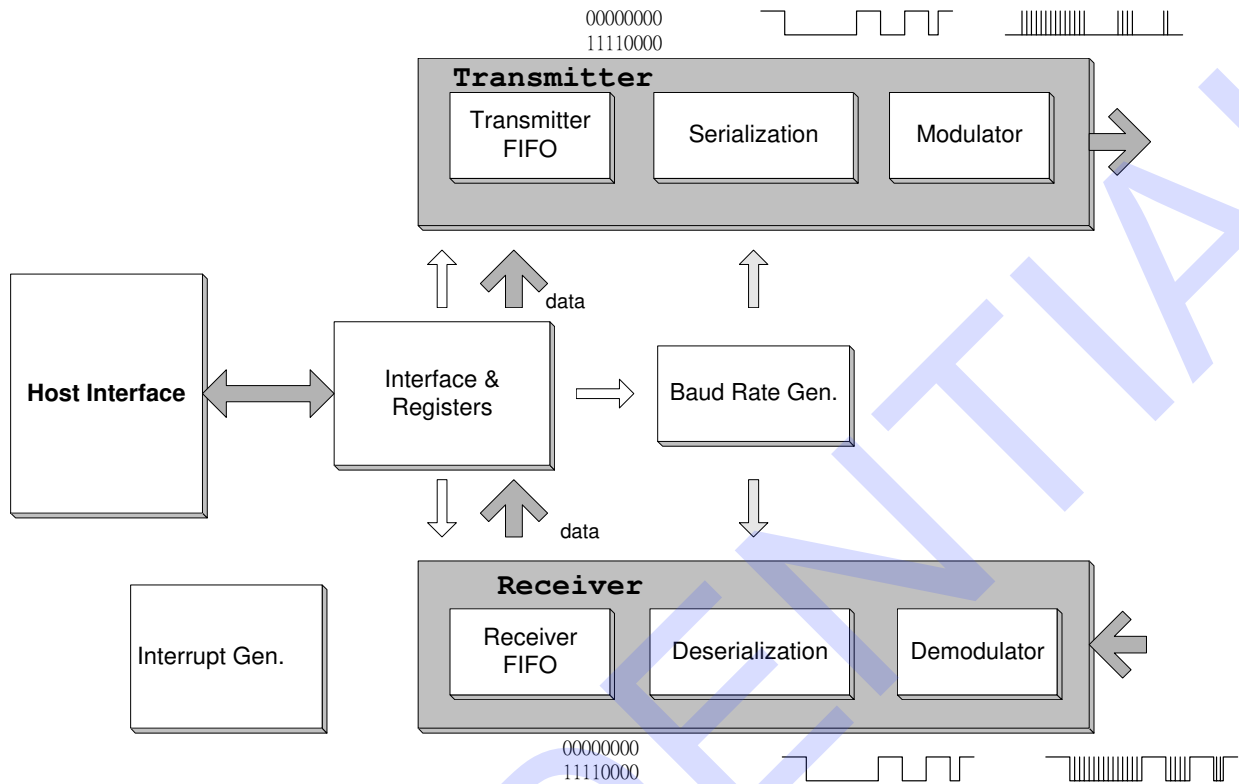 00000000
11110000
Transmitter
Transmitter
FIFO
Serialization
Modulator
data
Host Interface
Interface &
Registers
Baud Rate Gen.
data
Receiver
Interrupt Gen.
Receiver
FIFO
Deserialization
Demodulator
00000000
11110000
ENTIA